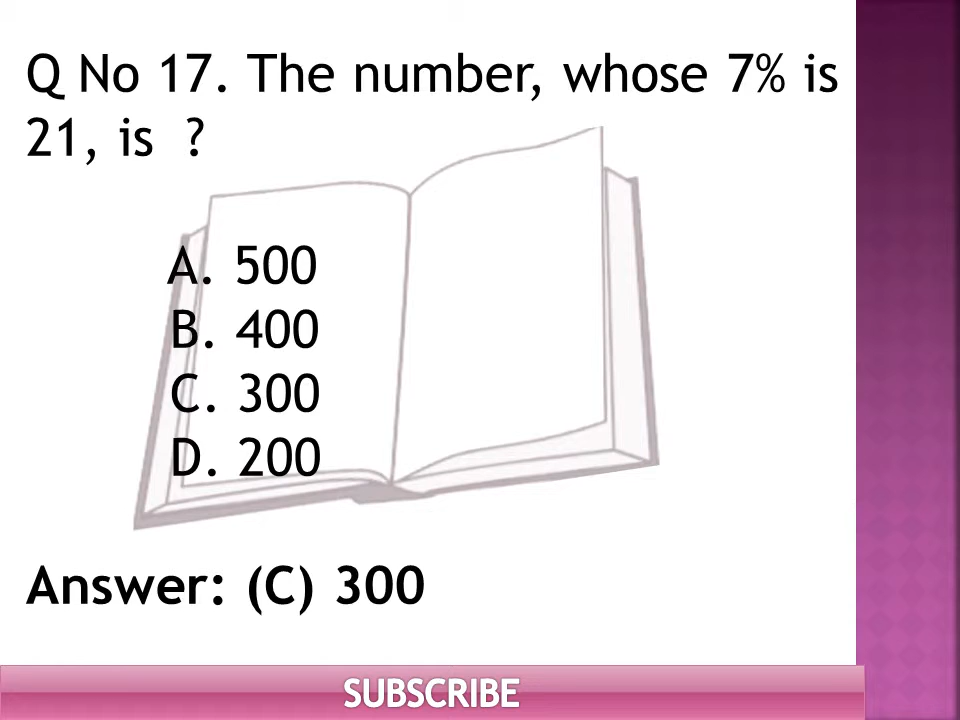 Q No 17. The number, whose 7% is
21, is ?
A. 500
B. 400
C. 300
D. 200
Answer: (C) 300
SUBSCRIBE